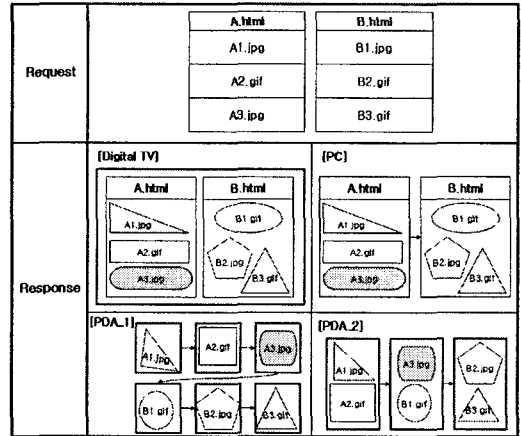 Request
A.html
A1.jpg
A2.gif
A3.jpg
B.html
B1.jpg
B2.gif
B3.gif
Response
[Digital TV]
A.html
A1.jpg
A2.gif
A3.jpg
B.html
B1.gif
B2.jpg
B3.gif
[PC]
A.html
A1.jpg
A2.gif
A3.jpg
B.html
B1.gif
B2.jpg
B3.gif
[PDA_1]
A1.jpg
A2.gif
A3.jpg
B1.gif
B2.jpg
B3.gif
[PDA_2]
A1.jpg
A2.gif
A3.jpg
B1.gif
B2.jpg
B3.gif